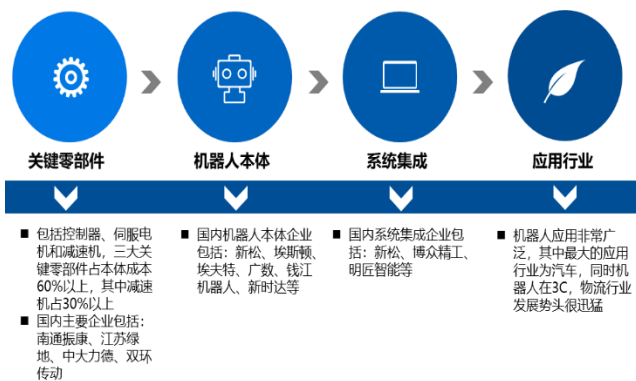 关键零部件
机器人本体
系统集成
应用行业
■ 包括控制器、伺服电
机和减速机，三大关
键零部件占本体成本
60%以上，其中减速
机占30%以上
■ 国内主要企业包括：
南通振康、江苏绿
地、中大力德、双环
传动
■ 国内机器人本体企业
包括：新松、埃斯顿、
埃夫特、广数、钱江
机器人、新时达等
■ 国内系统集成企业包
括：新松、博众精工、
明匠智能等
■ 机器人应用非常广
泛，其中最大的应用
行业为汽车，同时机
器人在3C，物流行业
发展势头很迅猛